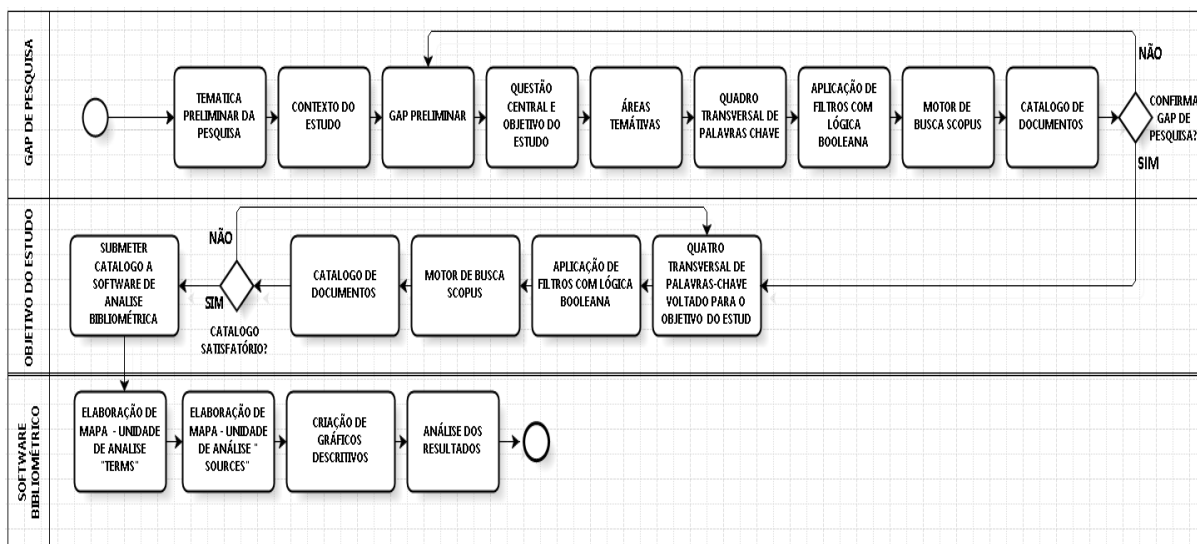 GAP DE PESQUISA
TEMATICA
PRELIMINAR DA
PESQUISA
CONTEXTO DO
ESTUDO
GAP PRELIMINAR
QUESTÃO
CENTRAL E
OBJETIVO DO
ESTUDO
ÁREAS
TEMÁTIVAS
QUADRO
TRANSVERSAL DE
PALAVRAS CHAVE
APLICAÇÃO DE
FILTROS COM
LÓGICA
BOOLEANA
MOTOR DE
BUSCA SCOPUS
CATALOGO DE
DOCUMENTOS
NÃO
CONFIRMA
GAP DE
PESQUISA?
SIM
OBJETIVO DO ESTUDO
SUBMETER
CATALOGO A
SOFTWARE DE
ANALISE
BIBLIOMÉTRICA
NÃO
SIM
CATALOGO
SATISFATÓRIO?
CATALOGO DE
DOCUMENTOS
MOTOR DE BUSCA
SCOPUS
APLICAÇÃO DE
FILTROS COM LÓGICA
BOOLEANA
QUATRO
TRANSVERSAL DE
PALAVRAS-CHAVE
VOLTADO PARA O
OBJETIVO DO ESTUD
SOFTWARE
BIBLIOMÉTRICO
ELABORAÇÃO DE
MAPA - UNIDADE
DE ANALISE
"TERMS"
ELABORAÇÃO DE
MAPA - UNIDADE
DE ANÁLISE "
SOURCES"
CRIAÇÃO DE
GRÁFICOS
DESCRITIVOS
ANÁLISE DOS
RESULTADOS